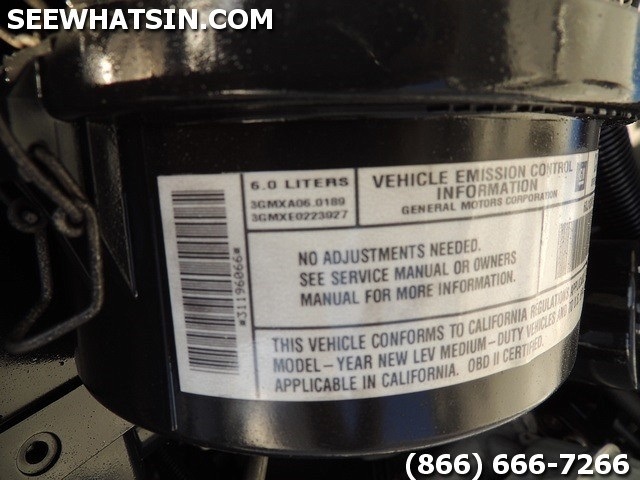 SEEWHATSIN.COM
6.0 LITERS
3GMXA06.0189
3GMXE0223927
VEHICLE EMISSION CONTROL
INFORMATION
GENERAL MOTORS CORPORATION
NO ADJUSTMENTS NEEDED.
SEE SERVICE MANUAL OR OWNERS
MANUAL FOR MORE INFORMATION.
*31196066*
THIS VEHICLE CONFORMS TO CALIFORNIA REGULATIONS
MODEL-YEAR NEW LEV MEDIUM-DUTY VEHICLES AND
APPLICABLE IN CALIFORNIA. OBD II CERTIFIED.
(866) 666-7266